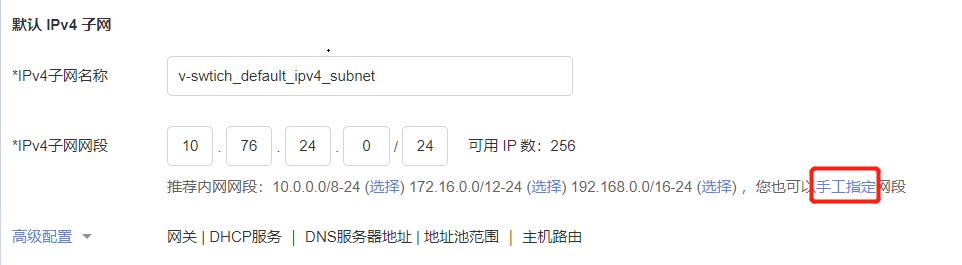 默认 IPv4 子网
*IPv4子网名称 v-swtich_default_ipv4_subnet
*IPv4子网网段 10 . 76 . 24 . 0 / 24 可用 IP 数：256
推荐内网网段：10.0.0.0/8-24 (选择) 172.16.0.0/12-24 (选择) 192.168.0.0/16-24 (选择) ，您也可以手工指定网段
高级配置 网关 | DHCP服务 | DNS服务器地址 | 地址池范围 | 主机路由